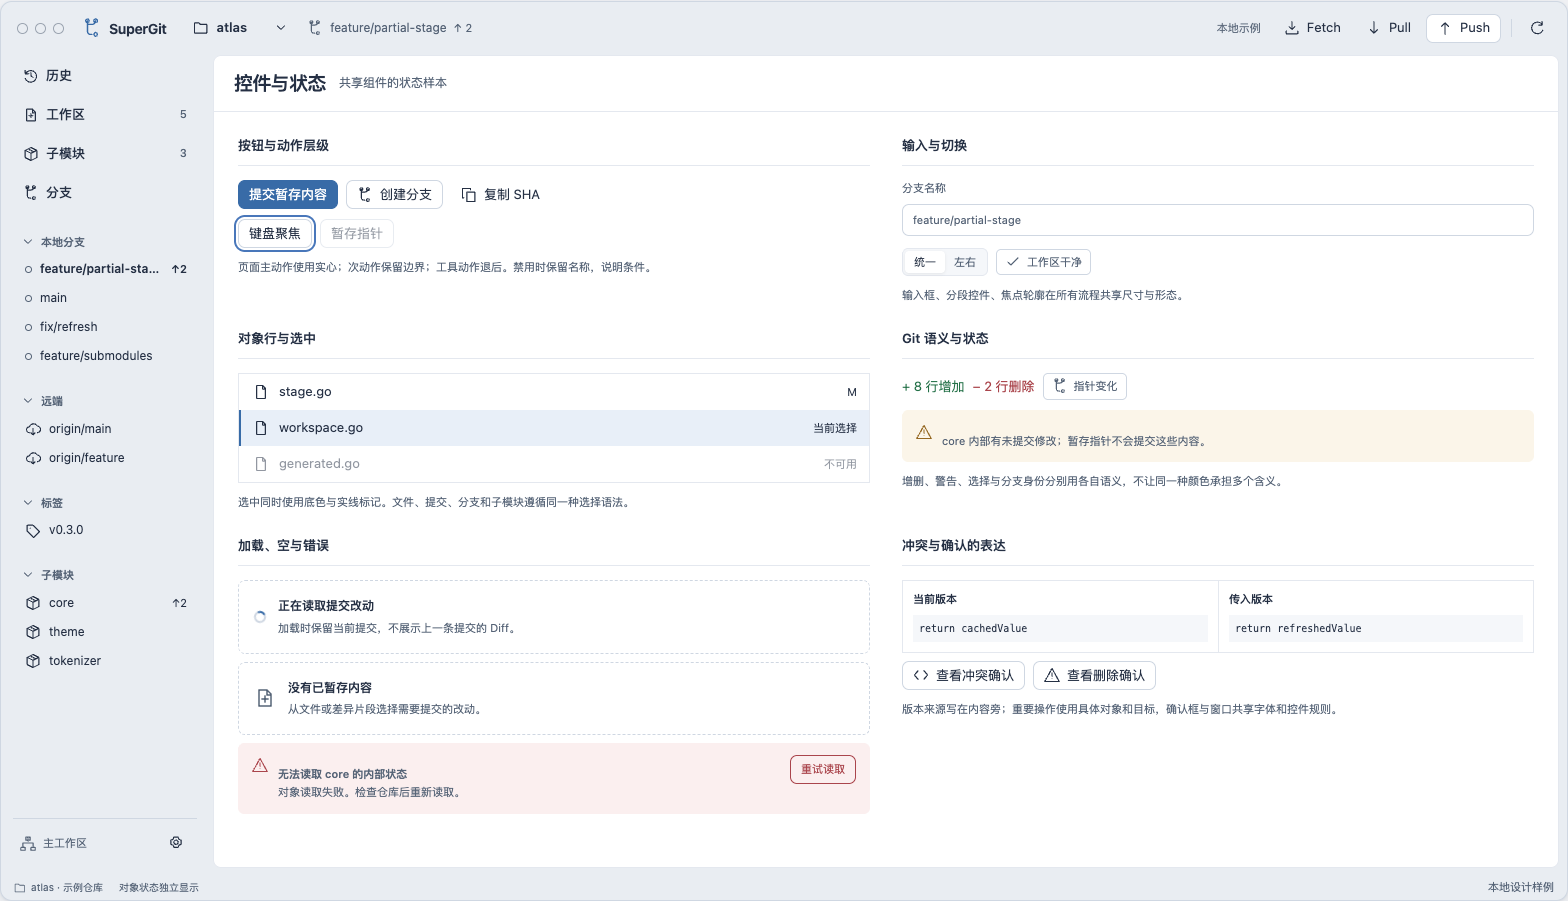 SuperGit
atlas
feature/partial-stage ↑ 2
本地示例
Fetch
Pull
Push
历史
工作区 5
子模块 3
分支
本地分支
feature/partial-sta... ↑2
main
fix/refresh
feature/submodules
远端
origin/main
origin/feature
标签
v0.3.0
子模块
core ↑2
theme
tokenizer
主工作区
控件与状态 共享组件的状态样本
按钮与动作层级
提交暂存内容 创建分支 复制 SHA
键盘聚焦 暂存指针
页面主动作使用实心；次动作保留边界；工具动作退后。禁用时保留名称，说明条件。
对象行与选中
stage.go M
workspace.go 当前选择
generated.go 不可用
选中同时使用底色与实线标记。文件、提交、分支和子模块遵循同一种选择语法。
加载、空与错误
正在读取提交改动
加载时保留当前提交，不展示上一条提交的 Diff。
没有已暂存内容
从文件或差异片段选择需要提交的改动。
无法读取 core 的内部状态
对象读取失败。检查仓库后重新读取。
重试读取
输入与切换
分支名称
feature/partial-stage
统一 左右 工作区干净
输入框、分段控件、焦点轮廓在所有流程共享尺寸与形态。
Git 语义与状态
+ 8 行增加 − 2 行删除 指针变化
core 内部有未提交修改；暂存指针不会提交这些内容。
增删、警告、选择与分支身份分别用各自语义，不让同一种颜色承担多个含义。
冲突与确认的表达
当前版本
return cachedValue
传入版本
return refreshedValue
查看冲突确认 查看删除确认
版本来源写在内容旁；重要操作使用具体对象和目标，确认框与窗口共享字体和控件规则。
atlas · 示例仓库 对象状态独立显示
本地设计样例